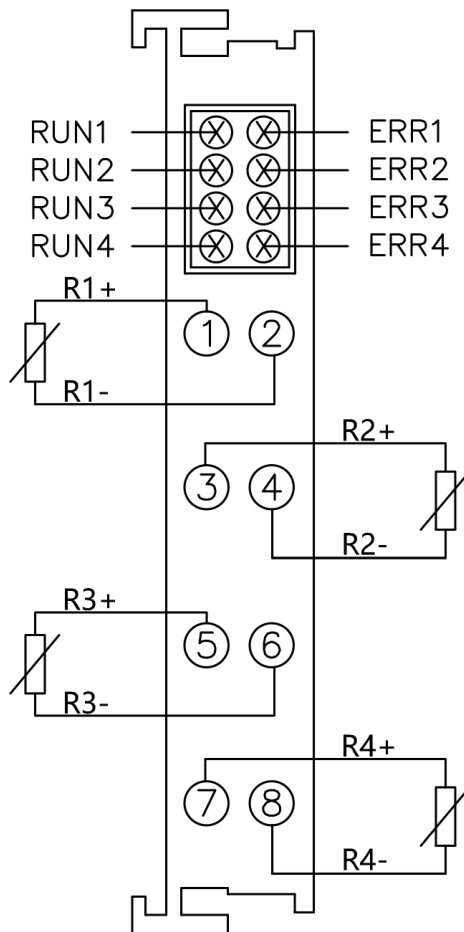 RUN1 ERR1
RUN2 ERR2
RUN3 ERR3
RUN4 ERR4
R1+
1 2
R1-
R2+
3 4
R2-
R3+
5 6
R3-
R4+
7 8
R4-